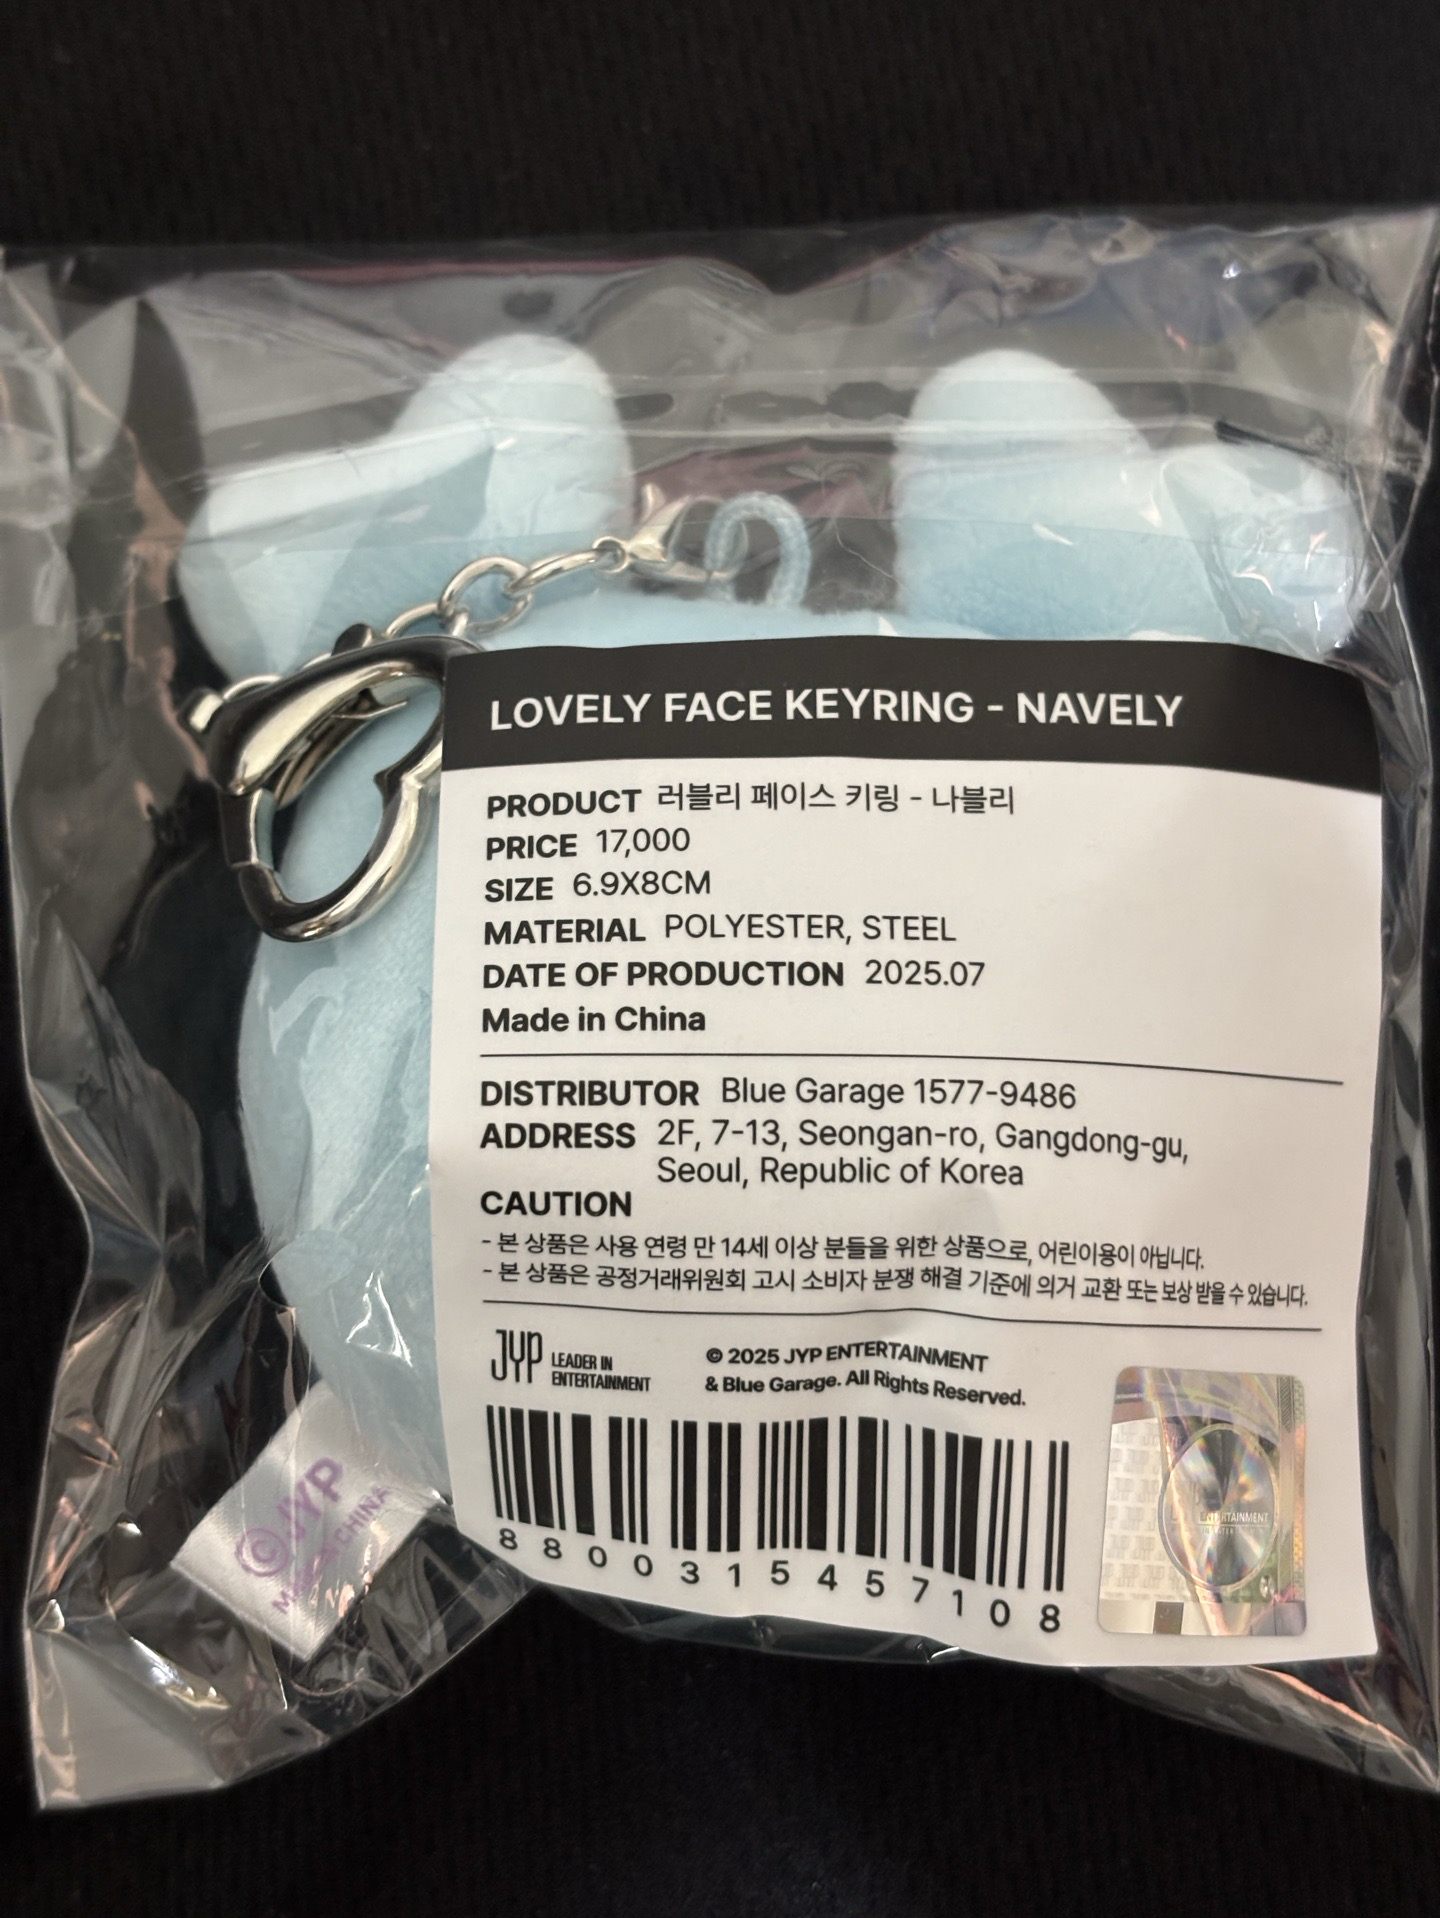 LOVELY FACE KEYRING - NAVELY
PRODUCT 러블리 페이스 키링 - 나블리
PRICE 17,000
SIZE 6.9X8CM
MATERIAL POLYESTER, STEEL
DATE OF PRODUCTION 2025.07
Made in China
DISTRIBUTOR Blue Garage 1577-9486
ADDRESS 2F, 7-13, Seongan-ro, Gangdong-gu,
Seoul, Republic of Korea
CAUTION
- 본 상품은 사용 연령 만 14세 이상 분들을 위한 상품으로, 어린이용이 아닙니다.
- 본 상품은 공정거래위원회 고시 소비자 분쟁 해결 기준에 의거 교환 또는 보상 받을 수 있습니다.
JYP LEADER IN
ENTERTAINMENT
© 2025 JYP ENTERTAINMENT
& Blue Garage. All Rights Reserved.
8800315457108
ENTERTAINMENT
© JYP
CHINA